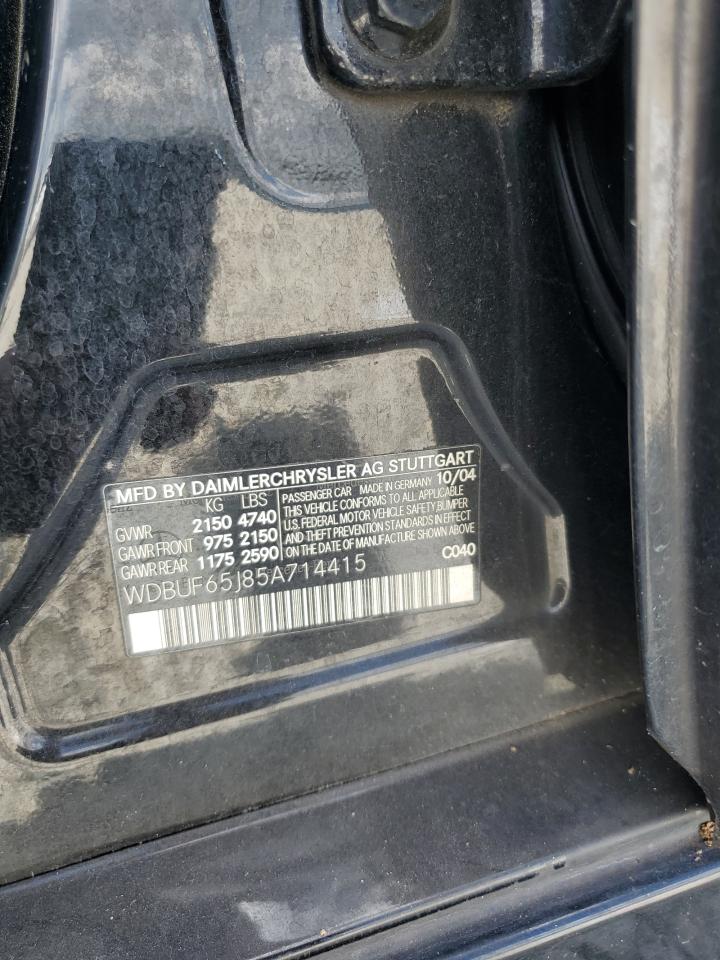 MFD BY DAIMLERCHRYSLER AG STUTTGART
KG LBS
GVWR 2150 4740
GAWR FRONT 975 2150
GAWR REAR 1175 2590
PASSENGER CAR MADE IN GERMANY 10/04
THIS VEHICLE CONFORMS TO ALL APPLICABLE
U.S. FEDERAL MOTOR VEHICLE SAFETY, BUMPER
AND THEFT PREVENTION STANDARDS IN EFFECT
ON THE DATE OF MANUFACTURE SHOWN ABOVE
C040
WDBUF65J85A714415